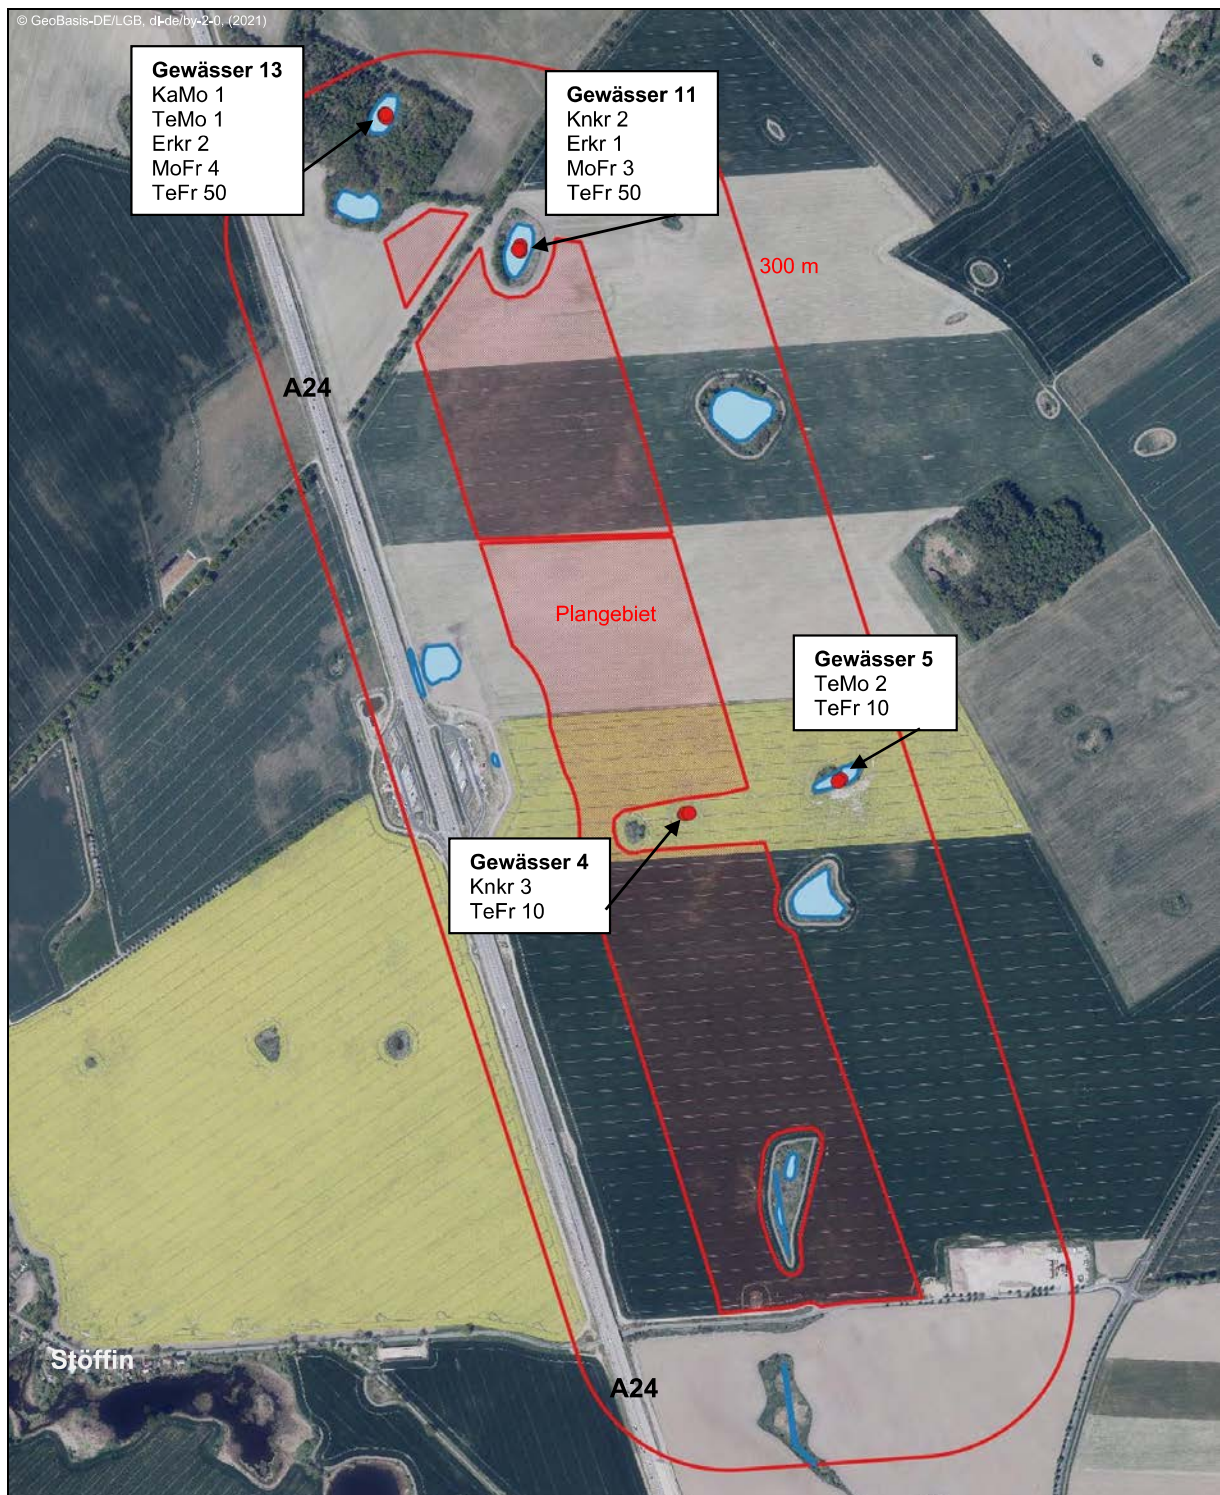 © GeoBasis-DE/LGB, dl-de/by-2-0, (2021)
Gewässer 13
KaMo 1
TeMo 1
Erkr 2
MoFr 4
TeFr 50
Gewässer 11
Knkr 2
Erkr 1
MoFr 3
TeFr 50
300 m
A24
Plangebiet
Gewässer 5
TeMo 2
TeFr 10
Gewässer 4
Knkr 3
TeFr 10
Stöffin
A24